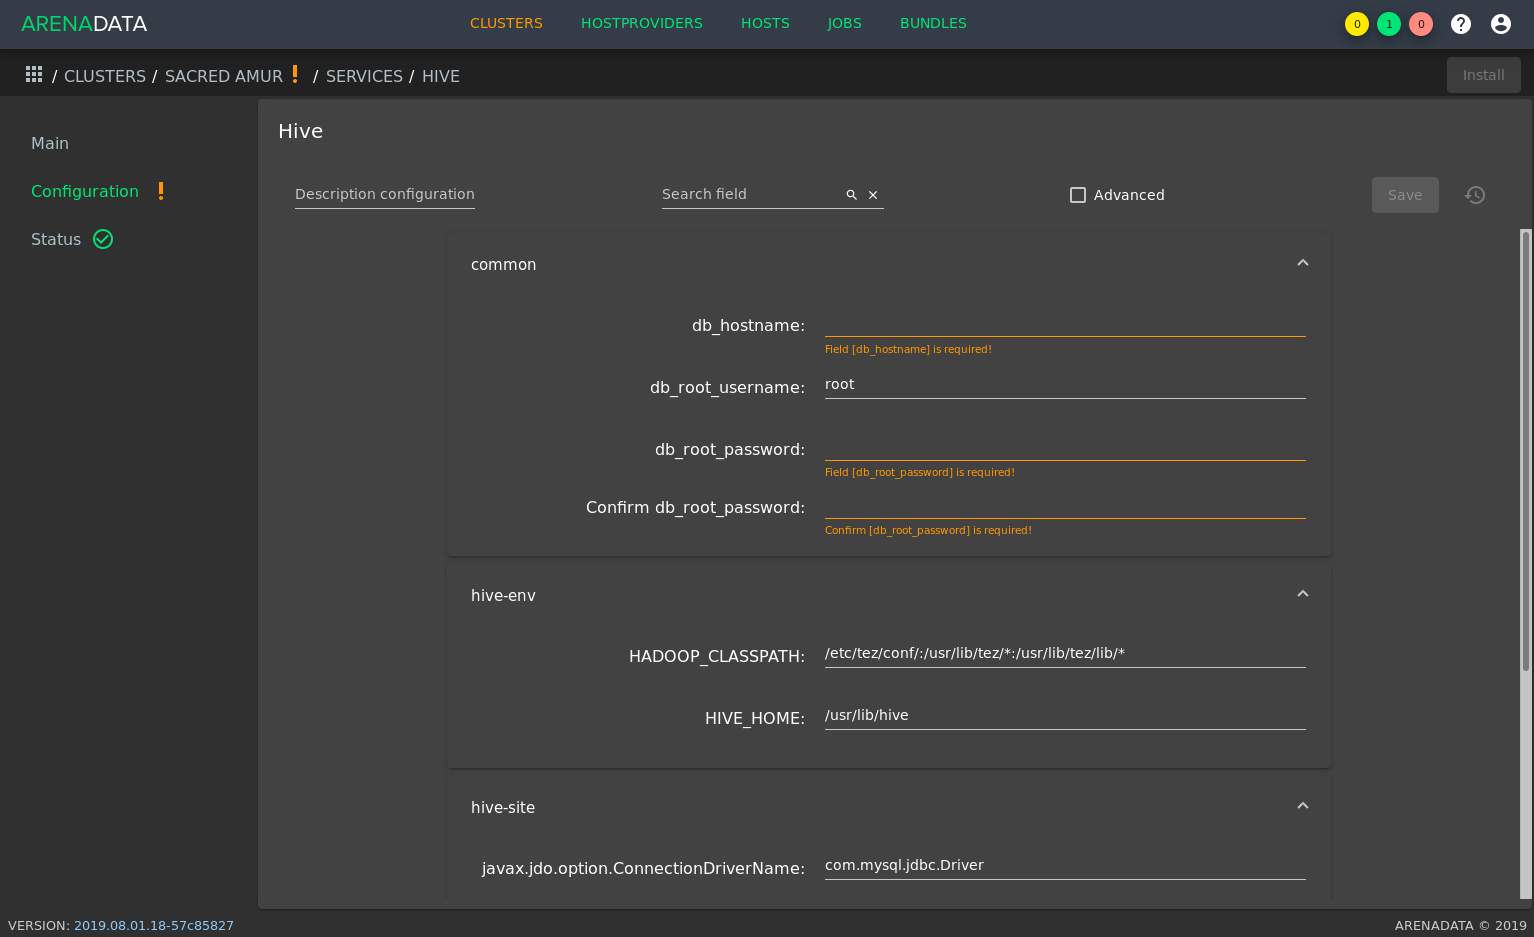 ARENADATA CLUSTERS HOSTPROVIDERS HOSTS JOBS BUNDLES 0 1 0
/ CLUSTERS / SACRED AMUR ! / SERVICES / HIVE Install
Main
Configuration !
Status
Hive
Description configuration Search field Advanced Save
common
db_hostname:
Field [db_hostname] is required!
db_root_username: root
db_root_password:
Field [db_root_password] is required!
Confirm db_root_password:
Confirm [db_root_password] is required!
hive-env
HADOOP_CLASSPATH: /etc/tez/conf/:/usr/lib/tez/*:/usr/lib/tez/lib/*
HIVE_HOME: /usr/lib/hive
hive-site
javax.jdo.option.ConnectionDriverName: com.mysql.jdbc.Driver
VERSION: 2019.08.01.18-57c85827 ARENADATA © 2019